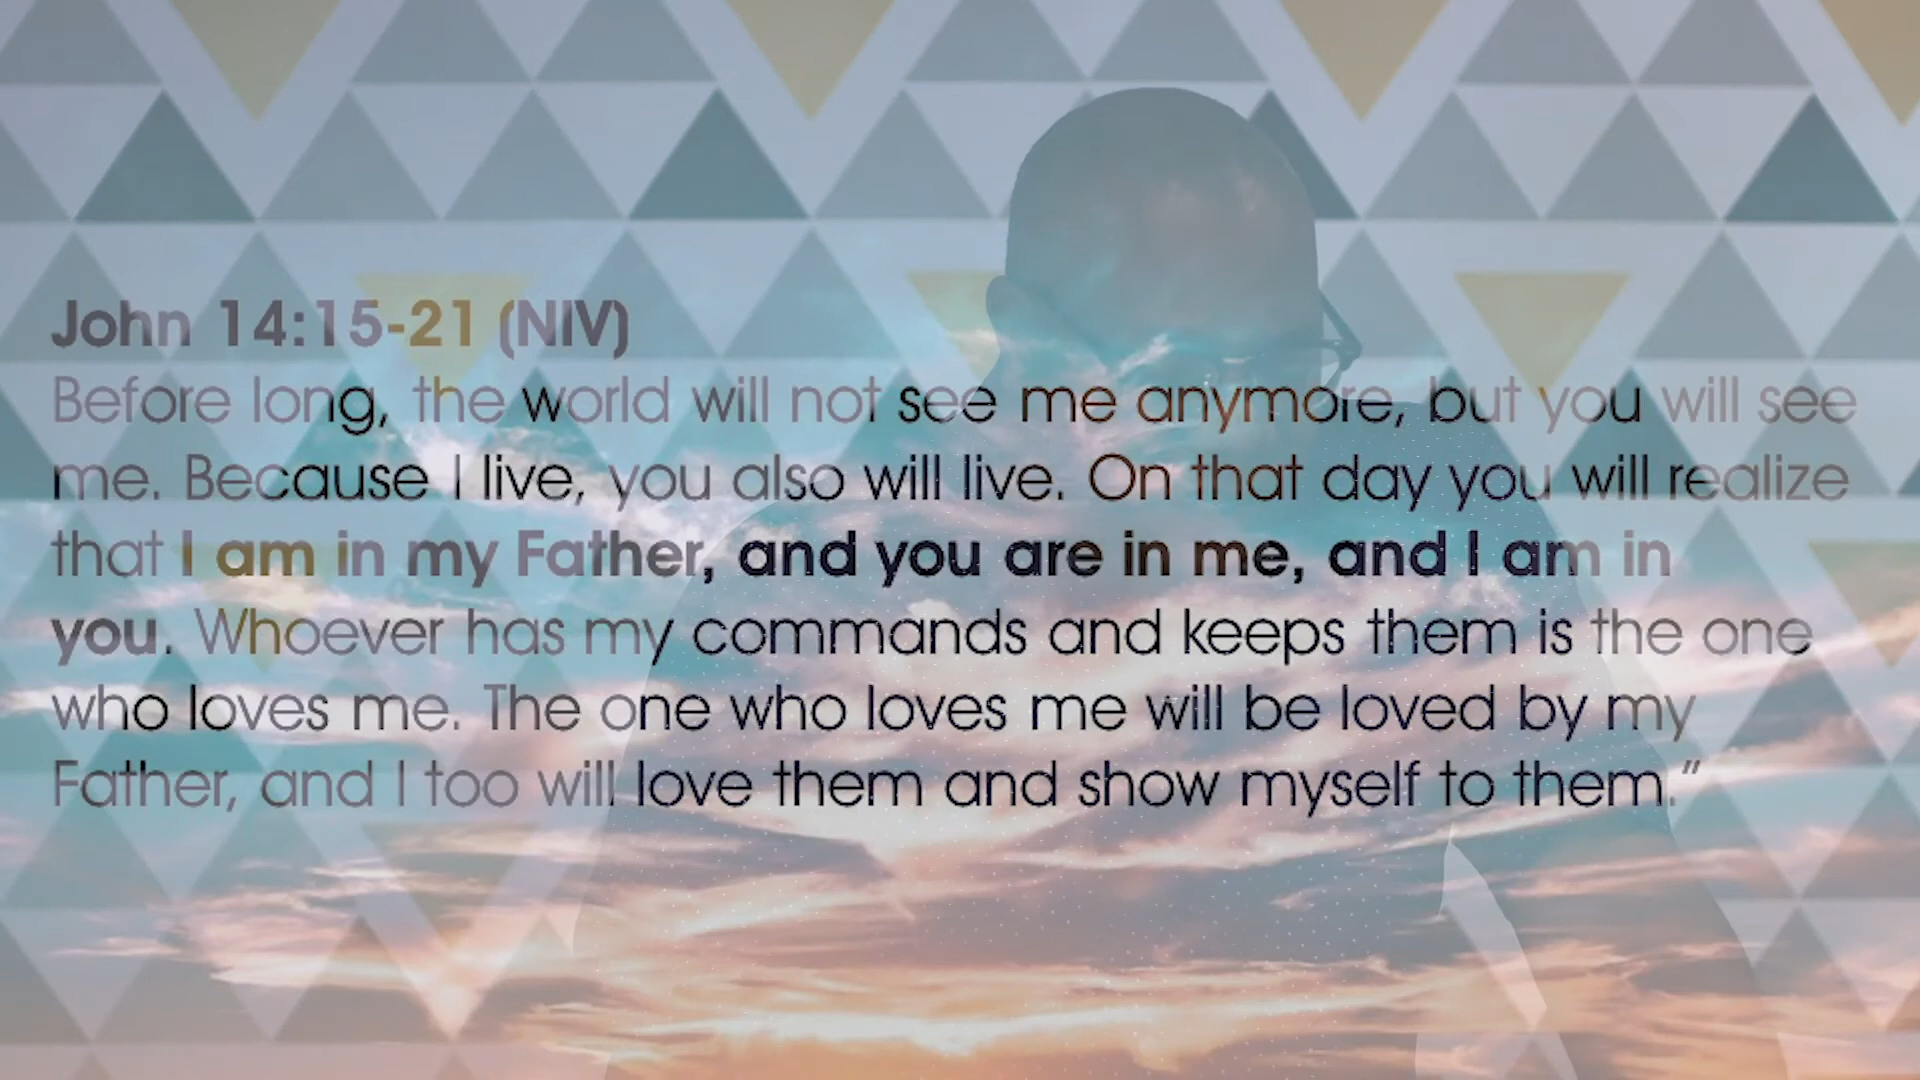 John 14:15-21 (NIV)
Before long, the world will not see me anymore, but you will see
me. Because I live, you also will live. On that day you will realize
that I am in my Father, and you are in me, and I am in
you. Whoever has my commands and keeps them is the one
who loves me. The one who loves me will be loved by my
Father, and I too will love them and show myself to them.”